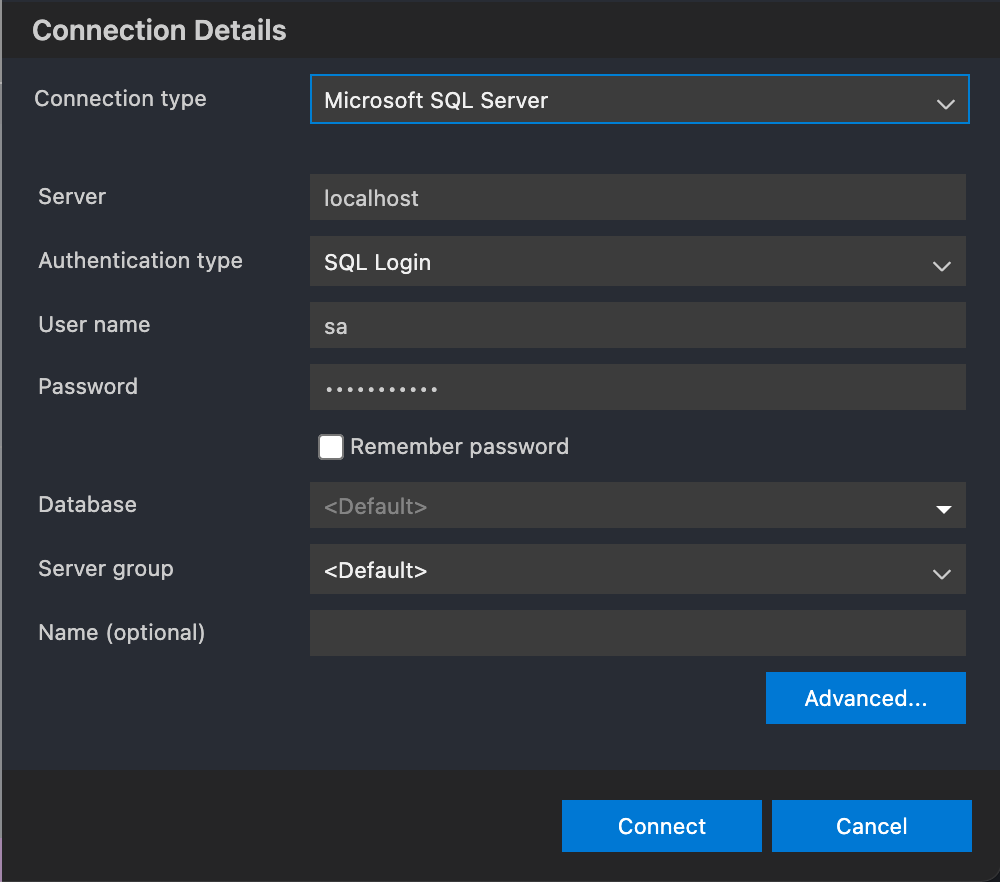 Connection Details
Connection type Microsoft SQL Server
Server localhost
Authentication type SQL Login
User name sa
Password •••••••••••
Remember password
Database <Default>
Server group <Default>
Name (optional)
Advanced...
Connect Cancel